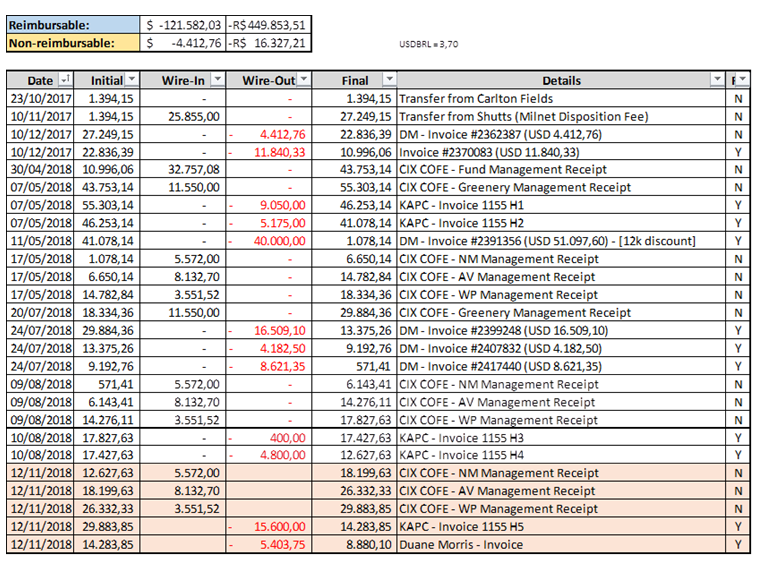 Reimbursable: $ -121.582,03 -R$449.853,51
Non-reimbursable: $ -4.412,76 -R$ 16.327,21
USDBRL = 3,70
Date Initial Wire-In Wire-Out Final Details F
23/10/2017 1.394,15 - - 1.394,15 Transfer from Carlton Fields N
10/11/2017 1.394,15 25.855,00 - 27.249,15 Transfer from Shutts (Milnet Disposition Fee) N
10/12/2017 27.249,15 - - 4.412,76 22.836,39 DM - Invoice #2362387 (USD 4.412,76) N
10/12/2017 22.836,39 - - 11.840,33 10.996,06 Invoice #2370083 (USD 11.840,33) Y
30/04/2018 10.996,06 32.757,08 - 43.753,14 CIX COFE - Fund Management Receipt N
07/05/2018 43.753,14 11.550,00 - 55.303,14 CIX COFE - Greenery Management Receipt N
07/05/2018 55.303,14 - - 9.050,00 46.253,14 KAPC - Invoice 1155 H1 Y
07/05/2018 46.253,14 - - 5.175,00 41.078,14 KAPC - Invoice 1155 H2 Y
11/05/2018 41.078,14 - - 40.000,00 1.078,14 DM - Invoice #2391356 (USD 51.097,60) - [12k discount] Y
17/05/2018 1.078,14 5.572,00 - 6.650,14 CIX COFE - NM Management Receipt N
17/05/2018 6.650,14 8.132,70 - 14.782,84 CIX COFE - AV Management Receipt N
17/05/2018 14.782,84 3.551,52 - 18.334,36 CIX COFE - WP Management Receipt N
20/07/2018 18.334,36 11.550,00 - 29.884,36 CIX COFE - Greenery Management Receipt N
24/07/2018 29.884,36 - - 16.509,10 13.375,26 DM - Invoice #2399248 (USD 16.509,10) Y
24/07/2018 13.375,26 - - 4.182,50 9.192,76 DM - Invoice #2407832 (USD 4.182,50) Y
24/07/2018 9.192,76 - - 8.621,35 571,41 DM - Invoice #2417440 (USD 8.621,35) Y
09/08/2018 571,41 5.572,00 - 6.143,41 CIX COFE - NM Management Receipt N
09/08/2018 6.143,41 8.132,70 - 14.276,11 CIX COFE - AV Management Receipt N
09/08/2018 14.276,11 3.551,52 - 17.827,63 CIX COFE - WP Management Receipt N
10/08/2018 17.827,63 - - 400,00 17.427,63 KAPC - Invoice 1155 H3 Y
10/08/2018 17.427,63 - - 4.800,00 12.627,63 KAPC - Invoice 1155 H4 Y
12/11/2018 12.627,63 5.572,00 18.199,63 CIX COFE - NM Management Receipt N
12/11/2018 18.199,63 8.132,70 26.332,33 CIX COFE - AV Management Receipt N
12/11/2018 26.332,33 3.551,52 29.883,85 CIX COFE - WP Management Receipt N
12/11/2018 29.883,85 - 15.600,00 14.283,85 KAPC - Invoice 1155 H5 Y
12/11/2018 14.283,85 - 5.403,75 8.880,10 Duane Morris - Invoice Y